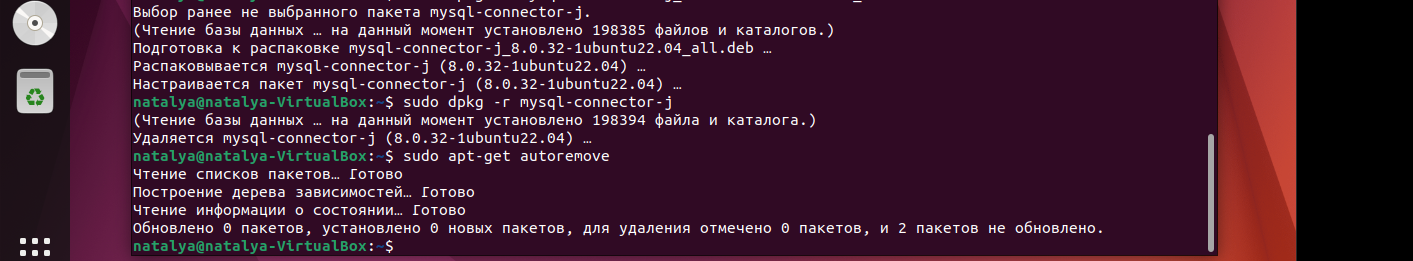 Выбор ранее не выбранного пакета mysql-connector-j.
(Чтение базы данных … на данный момент установлено 198385 файлов и каталогов.)
Подготовка к распаковке mysql-connector-j_8.0.32-1ubuntu22.04_all.deb …
Распаковывается mysql-connector-j (8.0.32-1ubuntu22.04) …
Настраивается пакет mysql-connector-j (8.0.32-1ubuntu22.04) …
natalya@natalya-VirtualBox:~$ sudo dpkg -r mysql-connector-j
(Чтение базы данных … на данный момент установлено 198394 файла и каталога.)
Удаляется mysql-connector-j (8.0.32-1ubuntu22.04) …
natalya@natalya-VirtualBox:~$ sudo apt-get autoremove
Чтение списков пакетов… Готово
Построение дерева зависимостей… Готово
Чтение информации о состоянии… Готово
Обновлено 0 пакетов, установлено 0 новых пакетов, для удаления отмечено 0 пакетов, и 2 пакетов не обновлено.
natalya@natalya-VirtualBox:~$